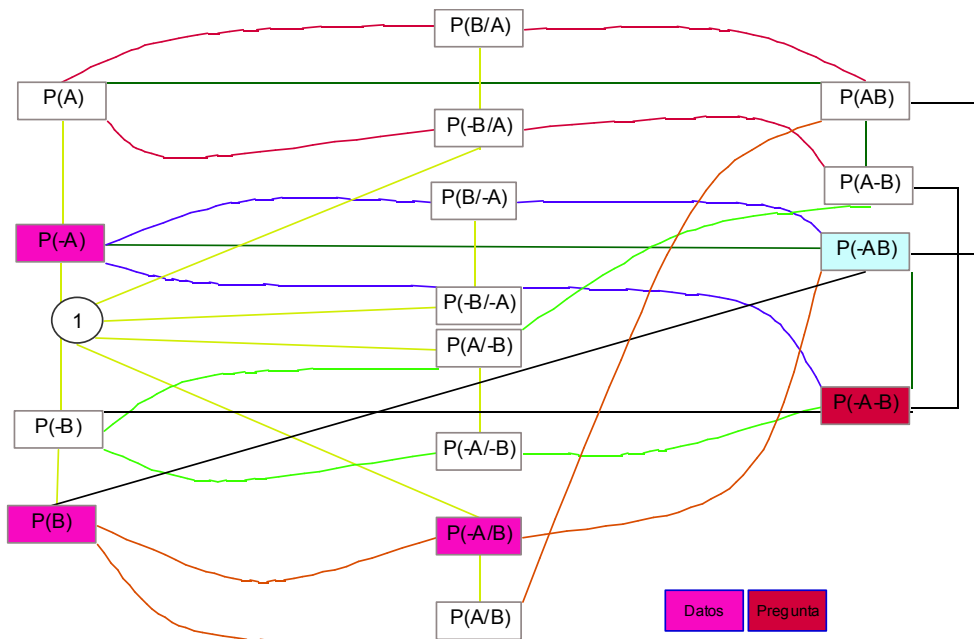 P(B/A)
P(A)
P(AB)
P(-B/A)
P(A-B)
P(B/-A)
P(-A)
P(-AB)
P(-B/-A)
1
P(A/-B)
P(-A-B)
P(-B)
P(-A/-B)
P(B)
P(-A/B)
P(A/B)
Datos
Pregunta